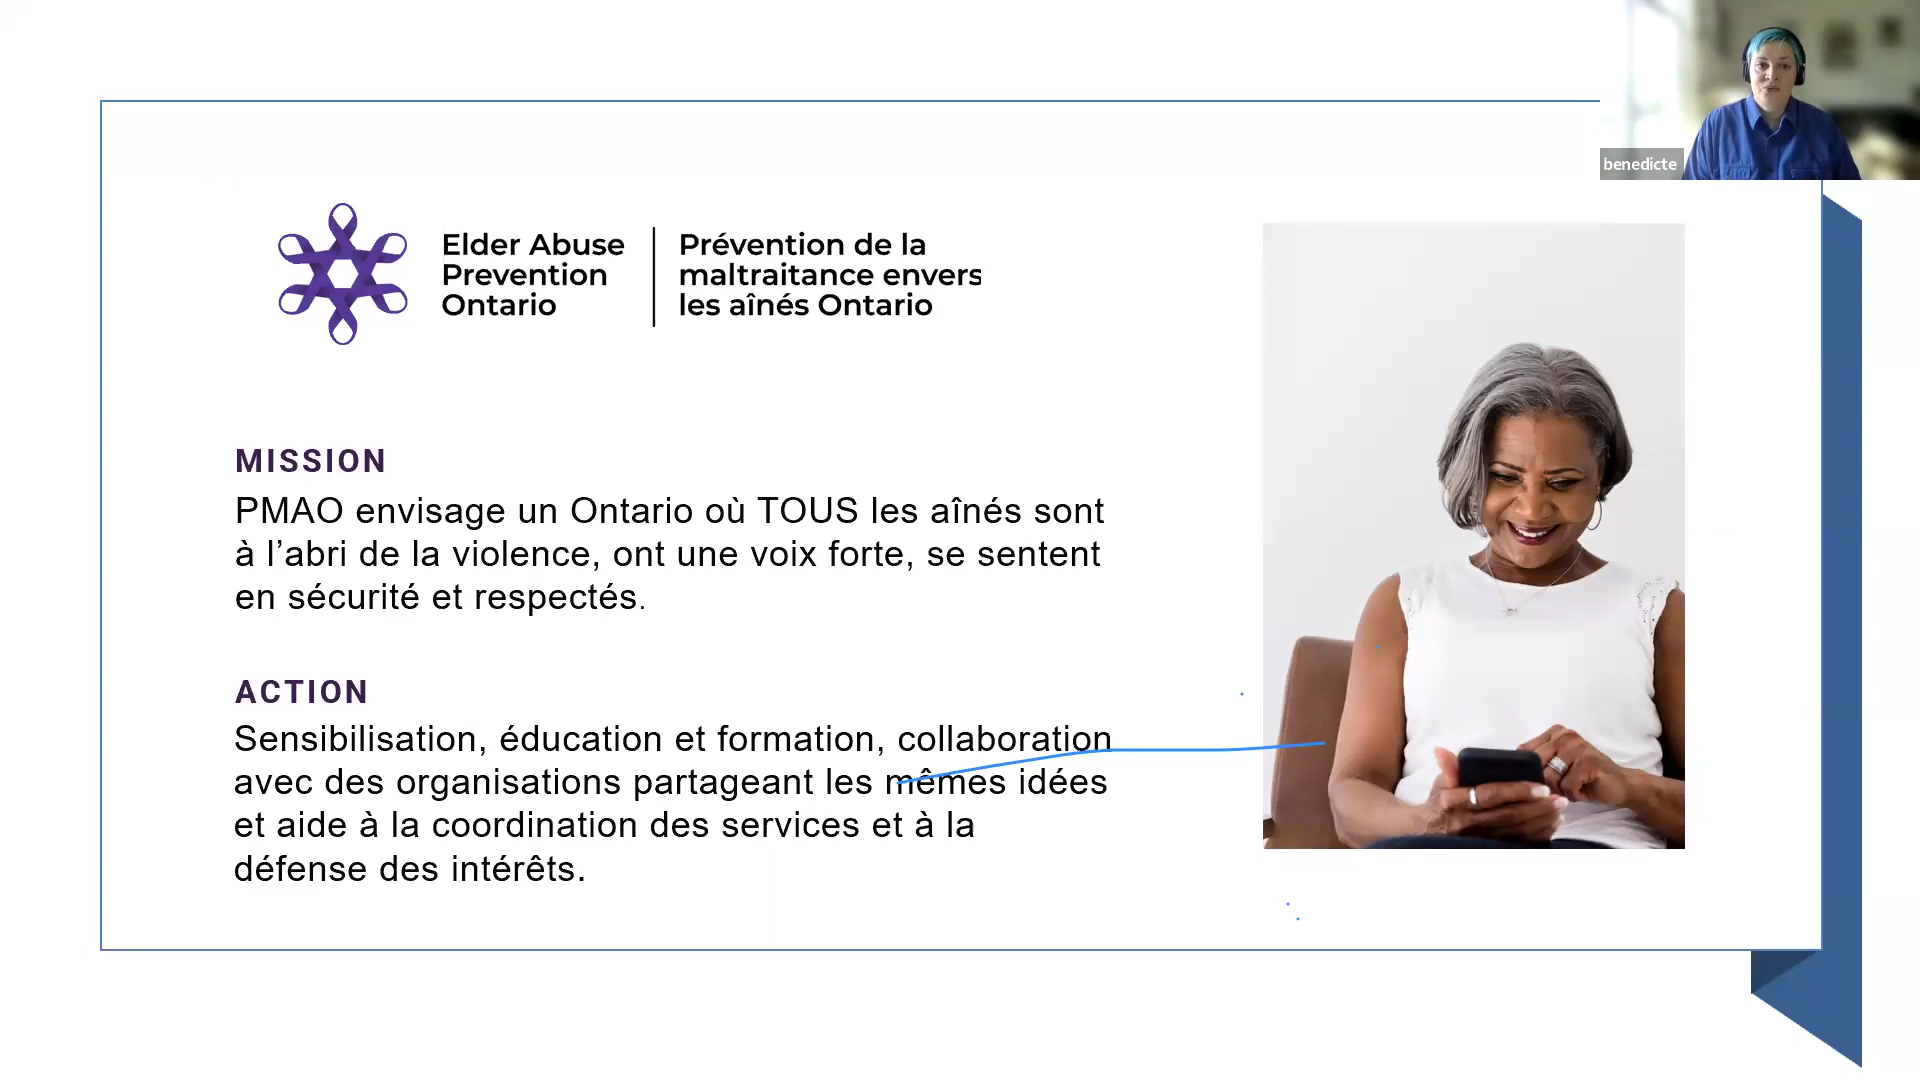 benedicte
Elder Abuse
Prevention
Ontario
Prévention de la
maltraitance envers
les aînés Ontario
MISSION
PMAO envisage un Ontario où TOUS les aînés sont
à l’abri de la violence, ont une voix forte, se sentent
en sécurité et respectés.
ACTION
Sensibilisation, éducation et formation, collaboration
avec des organisations partageant les mêmes idées
et aide à la coordination des services et à la
défense des intérêts.